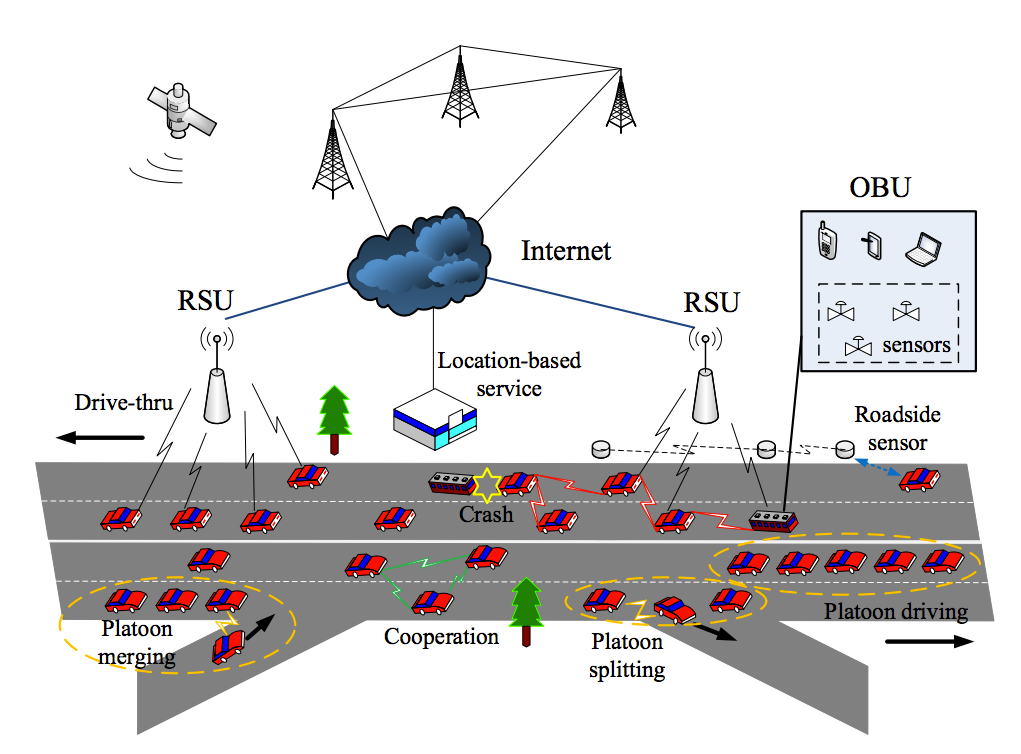 OBU
Internet
RSU
RSU
sensors
Location-based
service
Drive-thru
Roadside
sensor
Crash
Platoon driving
Platoon
merging
Cooperation
Platoon
splitting